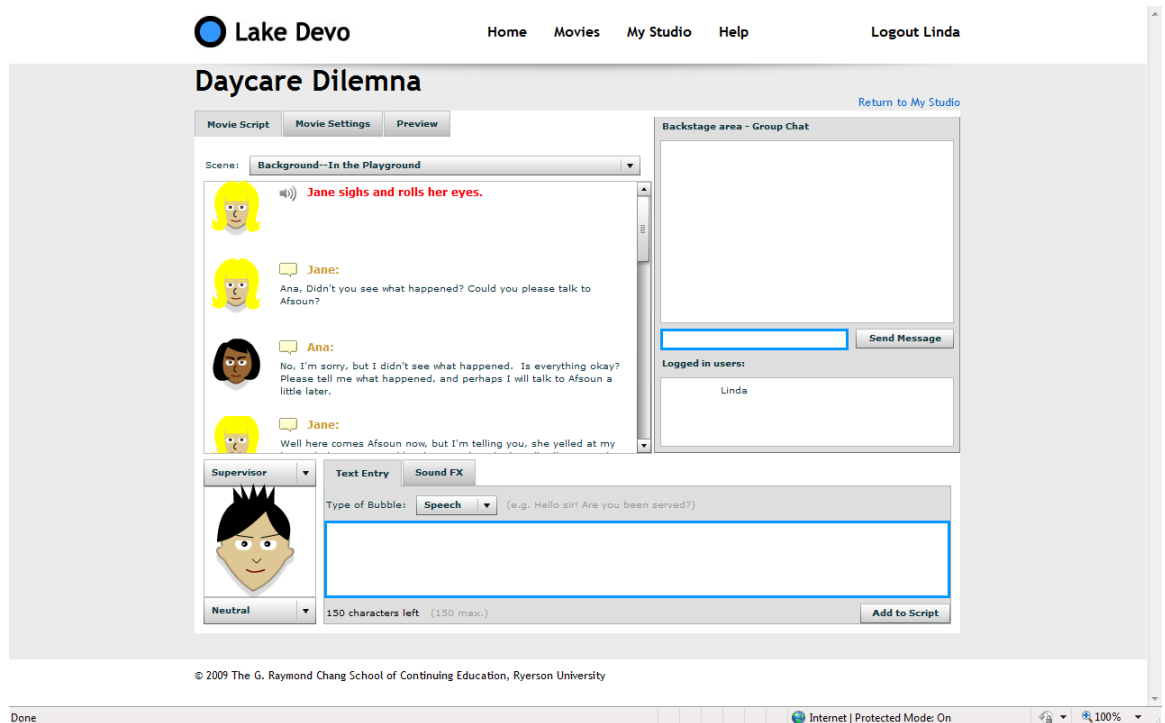 Lake Devo
Home Movies My Studio Help Logout Linda
Daycare Dilemna
Return to My Studio
Movie Script Movie Settings Preview
Scene: Background--In the Playground
Jane sighs and rolls her eyes.
Jane:
Ana, Didn't you see what happened? Could you please talk to
Afsoun?
Ana:
No, I'm sorry, but I didn't see what happened. Is everything okay?
Please tell me what happened, and perhaps I will talk to Afsoun a
little later.
Jane:
Well here comes Afsoun now, but I'm telling you, she yelled at my
Backstage area - Group Chat
Send Message
Logged in users:
Linda
Supervisor
Neutral
Text Entry Sound FX
Type of Bubble: Speech (e.g. Hello sir! Are you been served?)
150 characters left (150 max.)
Add to Script
© 2009 The G. Raymond Chang School of Continuing Education, Ryerson University
Done Internet | Protected Mode: On 100%